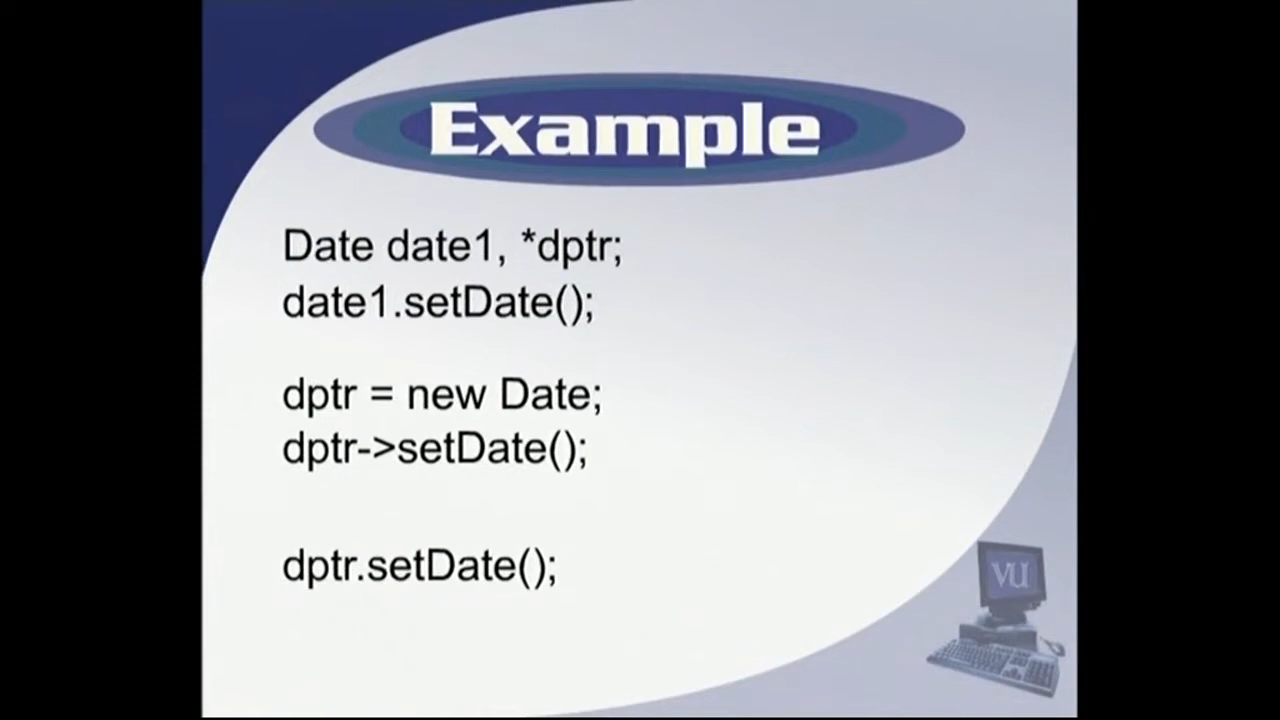 Example
Date date1, *dptr;
date1.setDate();
dptr = new Date;
dptr->setDate();
dptr.setDate();
VU